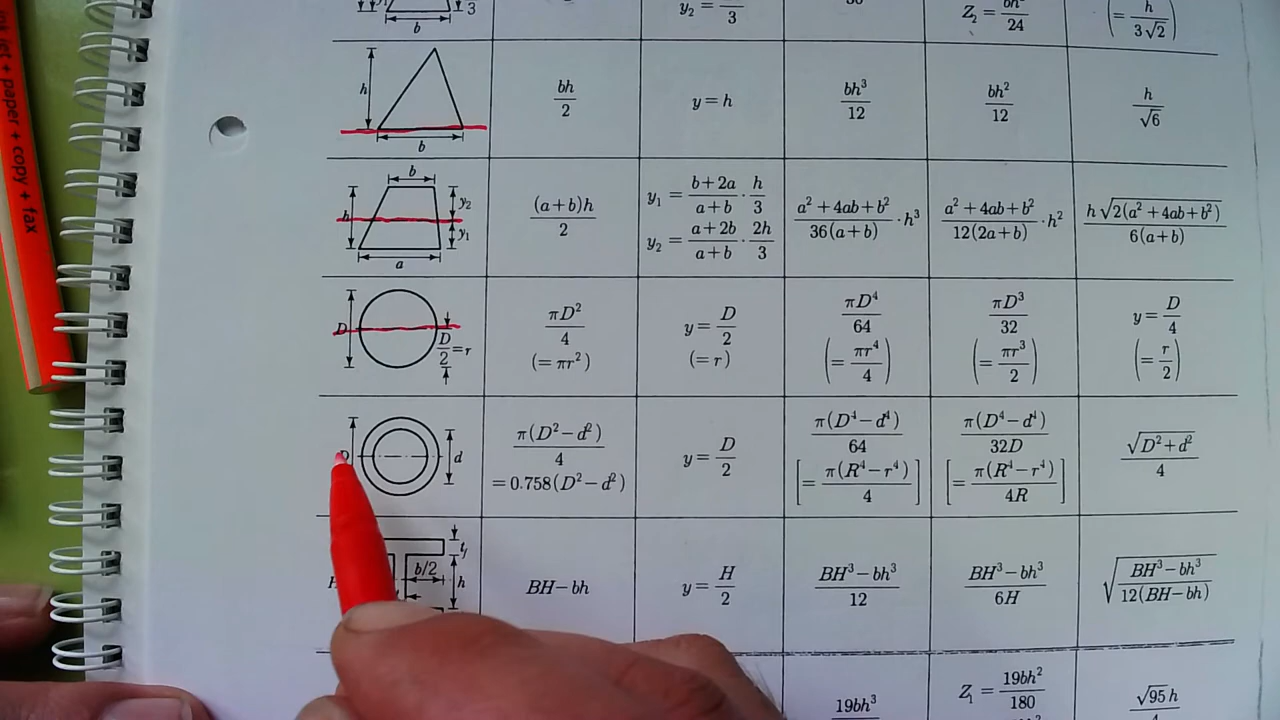 ink jet + paper + copy + fax
b 3 y₂ = /3 Z₂ = /24 (= h/(3√2))
h b bh/2 y = h bh³/12 bh²/12 h/√6
b h y₂ y₁ a (a+b)h/2 y₁ = (b+2a)/(a+b) · h/3 (a²+4ab+b²)/(36(a+b)) · h³ (a²+4ab+b²)/(12(2a+b)) · h² h√(2(a²+4ab+b²))/(6(a+b))
y₂ = (a+2b)/(a+b) · 2h/3
D D/2 = r πD²/4 y = D/2 πD⁴/64 πD³/32 y = D/4
(= πr²) (= r) (= πr⁴/4) (= πr³/2) (= r/2)
D d π(D²−d²)/4 y = D/2 π(D⁴−d⁴)/64 π(D⁴−d⁴)/32D √(D²+d²)/4
= 0.758(D²−d²) [= π(R⁴−r⁴)/4] [= π(R⁴−r⁴)/4R]
b/2 h BH−bh y = H/2 (BH³−bh³)/12 (BH³−bh³)/6H √((BH³−bh³)/(12(BH−bh)))
19bh³ Z₁ = 19bh²/180 √95 h